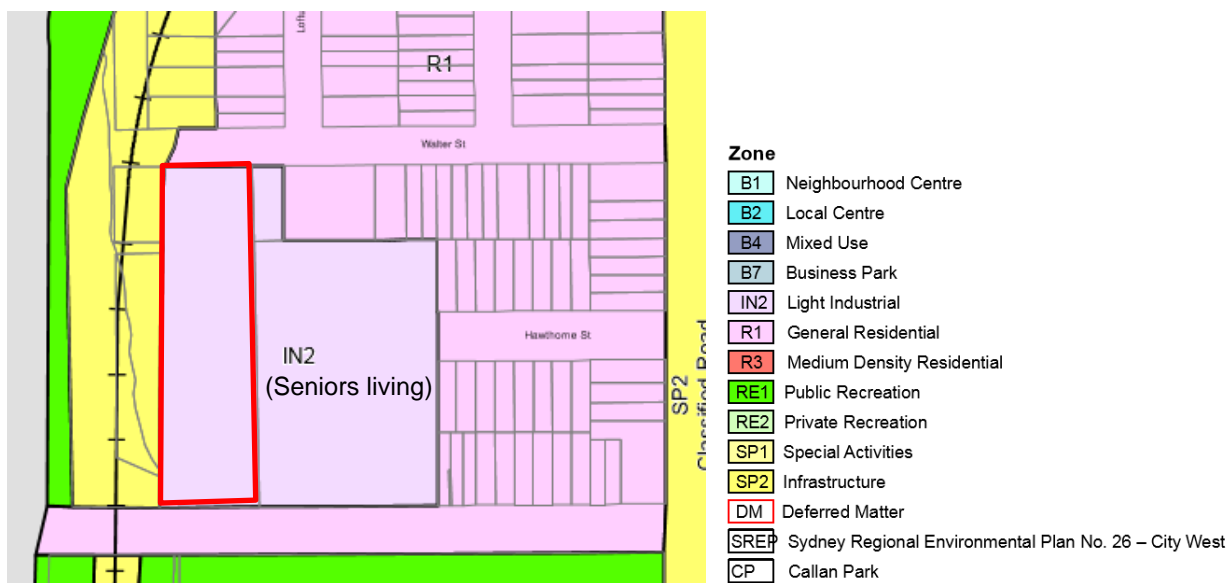 Loftu
R1
Walter St
Hawthorne St
IN2
(Seniors living)
SP2
Classified Road
Zone
B1 Neighbourhood Centre
B2 Local Centre
B4 Mixed Use
B7 Business Park
IN2 Light Industrial
R1 General Residential
R3 Medium Density Residential
RE1 Public Recreation
RE2 Private Recreation
SP1 Special Activities
SP2 Infrastructure
DM Deferred Matter
SREP Sydney Regional Environmental Plan No. 26 – City West
CP Callan Park